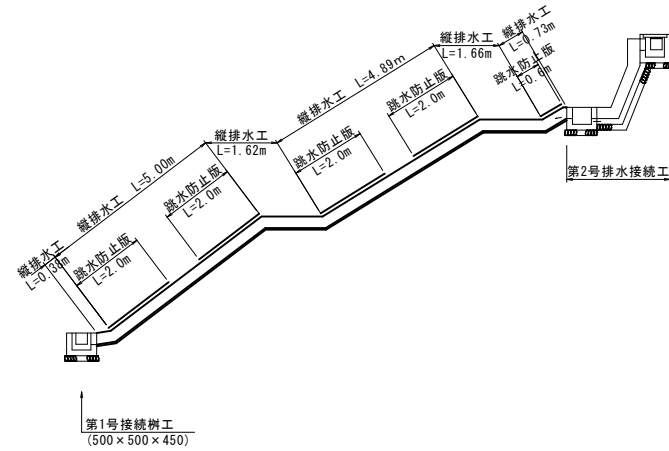 縦排水工
L=0.38m
縦排水工 L=5.00m
跳水防止版
L=2.0m
跳水防止版
L=2.0m
縦排水工
L=1.62m
縦排水工 L=4.89m
跳水防止版
L=2.0m
跳水防止版
L=2.0m
縦排水工
L=1.66m
縦排水工
L=0.73m
跳水防止版
L=0.6m
第2号排水接続工
第1号接続桝工
(500×500×450)